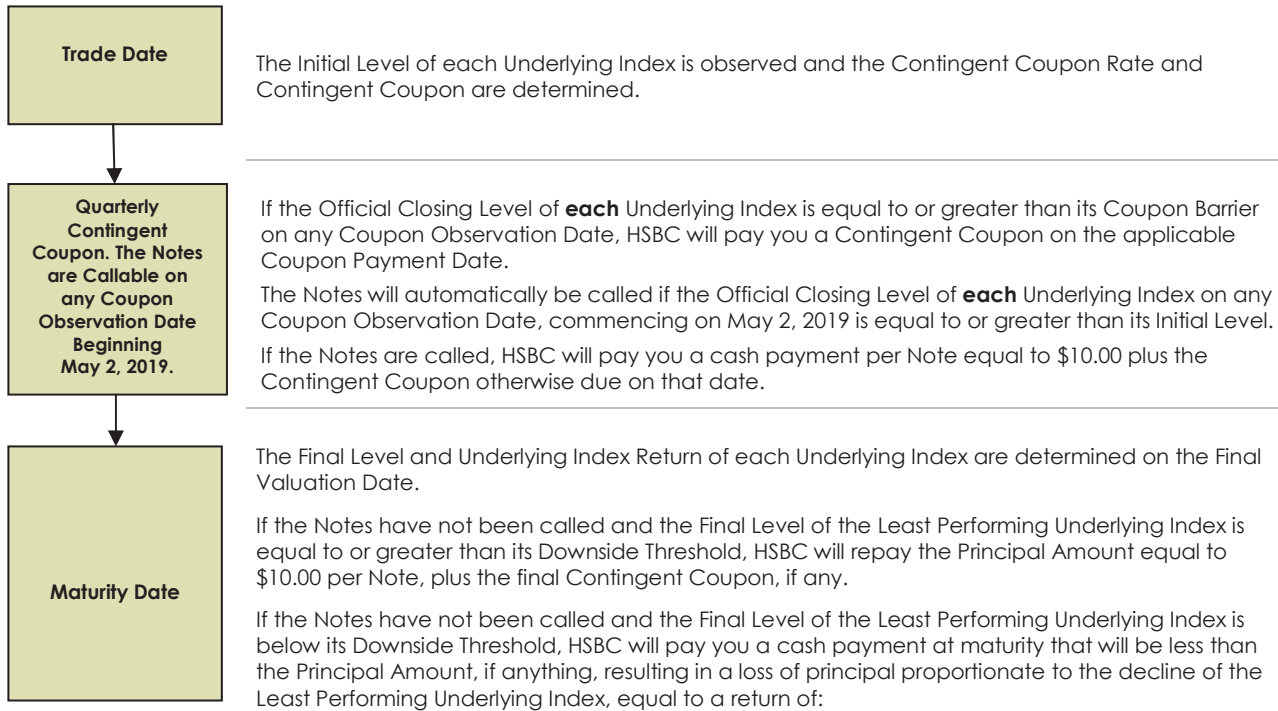 Trade Date
The Initial Level of each Underlying Index is observed and the Contingent Coupon Rate and
Contingent Coupon are determined.
Quarterly
Contingent
Coupon. The Notes
are Callable on
any Coupon
Observation Date
Beginning
May 2, 2019.
If the Official Closing Level of each Underlying Index is equal to or greater than its Coupon Barrier
on any Coupon Observation Date, HSBC will pay you a Contingent Coupon on the applicable
Coupon Payment Date.
The Notes will automatically be called if the Official Closing Level of each Underlying Index on any
Coupon Observation Date, commencing on May 2, 2019 is equal to or greater than its Initial Level.
If the Notes are called, HSBC will pay you a cash payment per Note equal to $10.00 plus the
Contingent Coupon otherwise due on that date.
Maturity Date
The Final Level and Underlying Index Return of each Underlying Index are determined on the Final
Valuation Date.
If the Notes have not been called and the Final Level of the Least Performing Underlying Index is
equal to or greater than its Downside Threshold, HSBC will repay the Principal Amount equal to
$10.00 per Note, plus the final Contingent Coupon, if any.
If the Notes have not been called and the Final Level of the Least Performing Underlying Index is
below its Downside Threshold, HSBC will pay you a cash payment at maturity that will be less than
the Principal Amount, if anything, resulting in a loss of principal proportionate to the decline of the
Least Performing Underlying Index, equal to a return of: